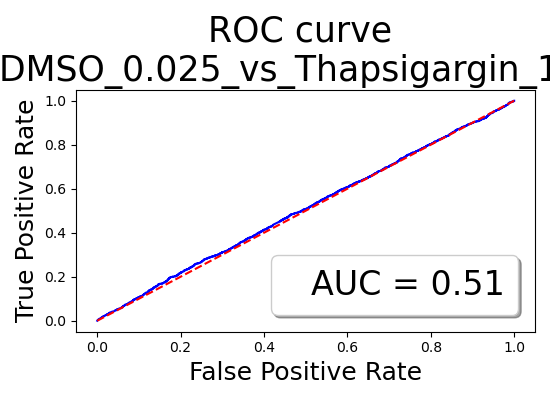 ROC curve
DMSO_0.025_vs_Thapsigargin_1
True Positive Rate
1.0
0.8
0.6
0.4
0.2
0.0
AUC = 0.51
0.0 0.2 0.4 0.6 0.8 1.0
False Positive Rate